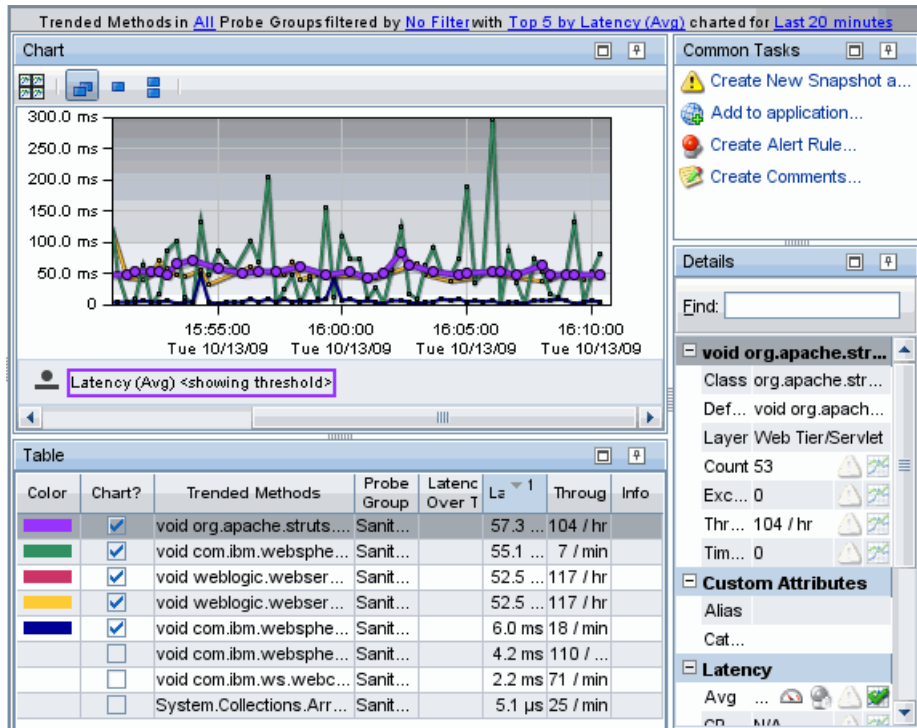 Trended Methods in All Probe Groups filtered by No Filter with Top 5 by Latency (Avg) charted for Last 20 minutes
Chart
300.0 ms
250.0 ms
200.0 ms
150.0 ms
100.0 ms
50.0 ms
0
15:55:00 16:00:00 16:05:00 16:10:00
Tue 10/13/09 Tue 10/13/09 Tue 10/13/09 Tue 10/13/09
Latency (Avg) <showing threshold>
Common Tasks
Create New Snapshot a...
Add to application...
Create Alert Rule...
Create Comments...
Details
Find:
void org.apache.str...
Class org.apache.str...
Def... void org.apach...
Layer Web Tier/Servlet
Count 53
Exc... 0
Thr... 104 / hr
Tim... 0
Custom Attributes
Alias
Cat...
Latency
Avg ...
CP N/A
Table
Color Chart? Trended Methods Probe Group Latenc Over T La 1 Throug Info
void org.apache.struts.... Sanit... 57.3 ... 104 / hr
void com.ibm.websphe... Sanit... 55.1 ... 7 / min
void weblogic.webser... Sanit... 52.5 ... 117 / hr
void weblogic.webser... Sanit... 52.5 ... 117 / hr
void com.ibm.websphe... Sanit... 6.0 ms 18 / min
void com.ibm.websphe... Sanit... 4.2 ms 110 / ...
void com.ibm.ws.webc... Sanit... 2.2 ms 71 / min
System.Collections.Arr... Sanit... 5.1 µs 25 / min